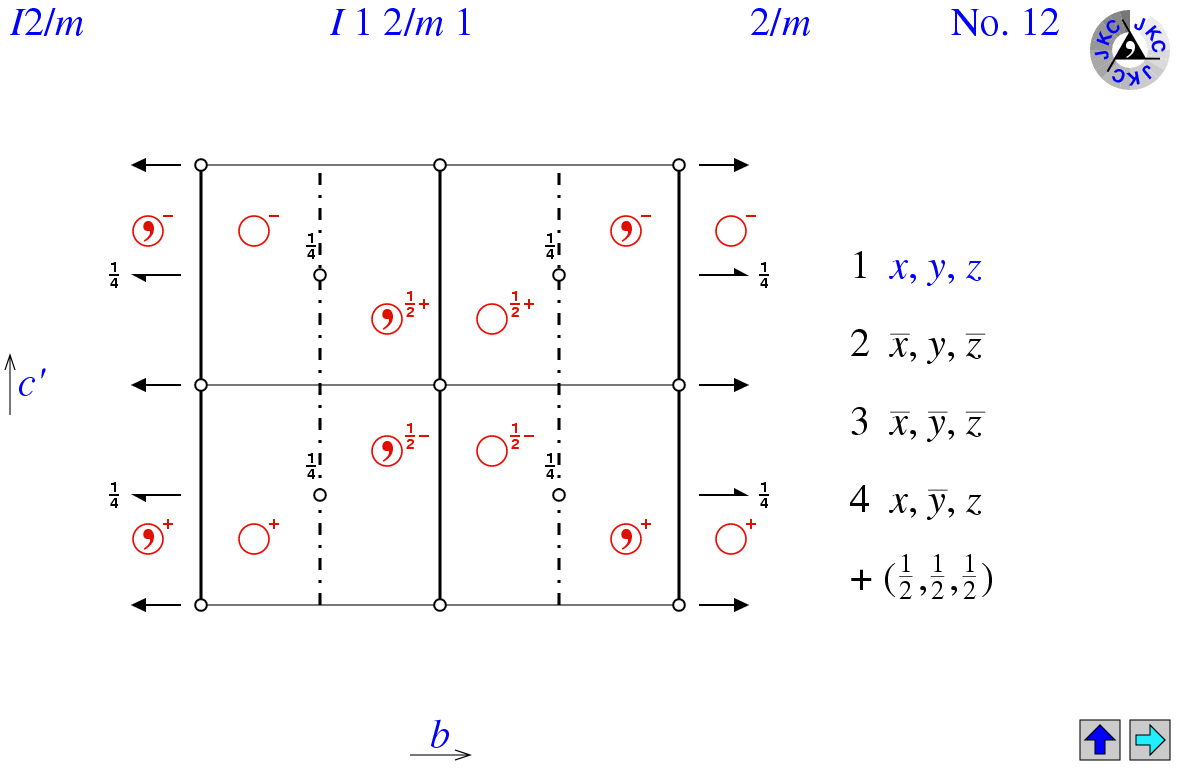 I2/m I 1 2/m 1 2/m No. 12
JKC JKC JKC
− − − −
1/4 1/4
1/4 1/4
1/2+ 1/2+
1 x, y, z
2 x̅, y, z̅
c′
3 x̅, y̅, z̅
1/2− 1/2−
1/4 1/4
1/4 1/4
4 x, y̅, z
+ + + +
+ (1/2,1/2,1/2)
b